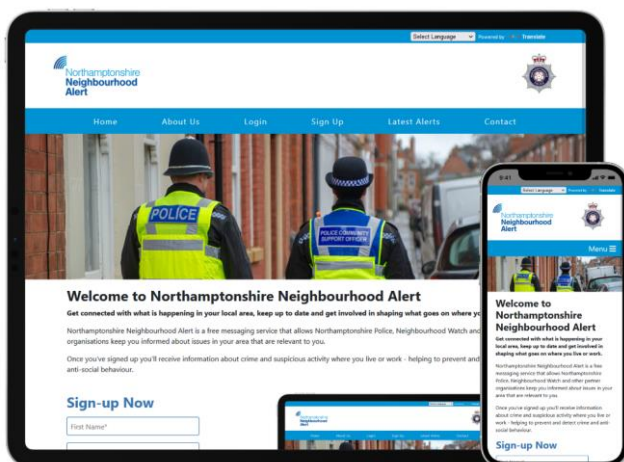 Select Language
Powered by
Translate
Northamptonshire
Neighbourhood
Alert
Home About Us Login Sign Up Latest Alerts Contact
POLICE
POLICE COMMUNITY
SUPPORT OFFICER
Welcome to Northamptonshire Neighbourhood Alert
Get connected with what is happening in your local area, keep up to date and get involved in shaping what goes on where
Northamptonshire Neighbourhood Alert is a free messaging service that allows Northamptonshire Police, Neighbourhood Watch and
organisations keep you informed about issues in your area that are relevant to you.
Once you've signed up you'll receive information about crime and suspicious activity where you live or work - helping to prevent and
anti-social behaviour.
Sign-up Now
First Name*
9:41
Select Language
Powered by
Translate
Northamptonshire
Neighbourhood
Alert
Menu
Welcome to
Northamptonshire
Neighbourhood Alert
Get connected with what is happening in your
local area, keep up to date and get involved in
shaping what goes on where you live or work.
Northamptonshire Neighbourhood Alert is a free
messaging service that allows Northamptonshire
Police, Neighbourhood Watch and other partner
organisations keep you informed about issues in your
area that are relevant to you.
Once you've signed up you'll receive information
about crime and suspicious activity where you live or
work - helping to prevent and detect crime and anti-
social behaviour.
Sign-up Now